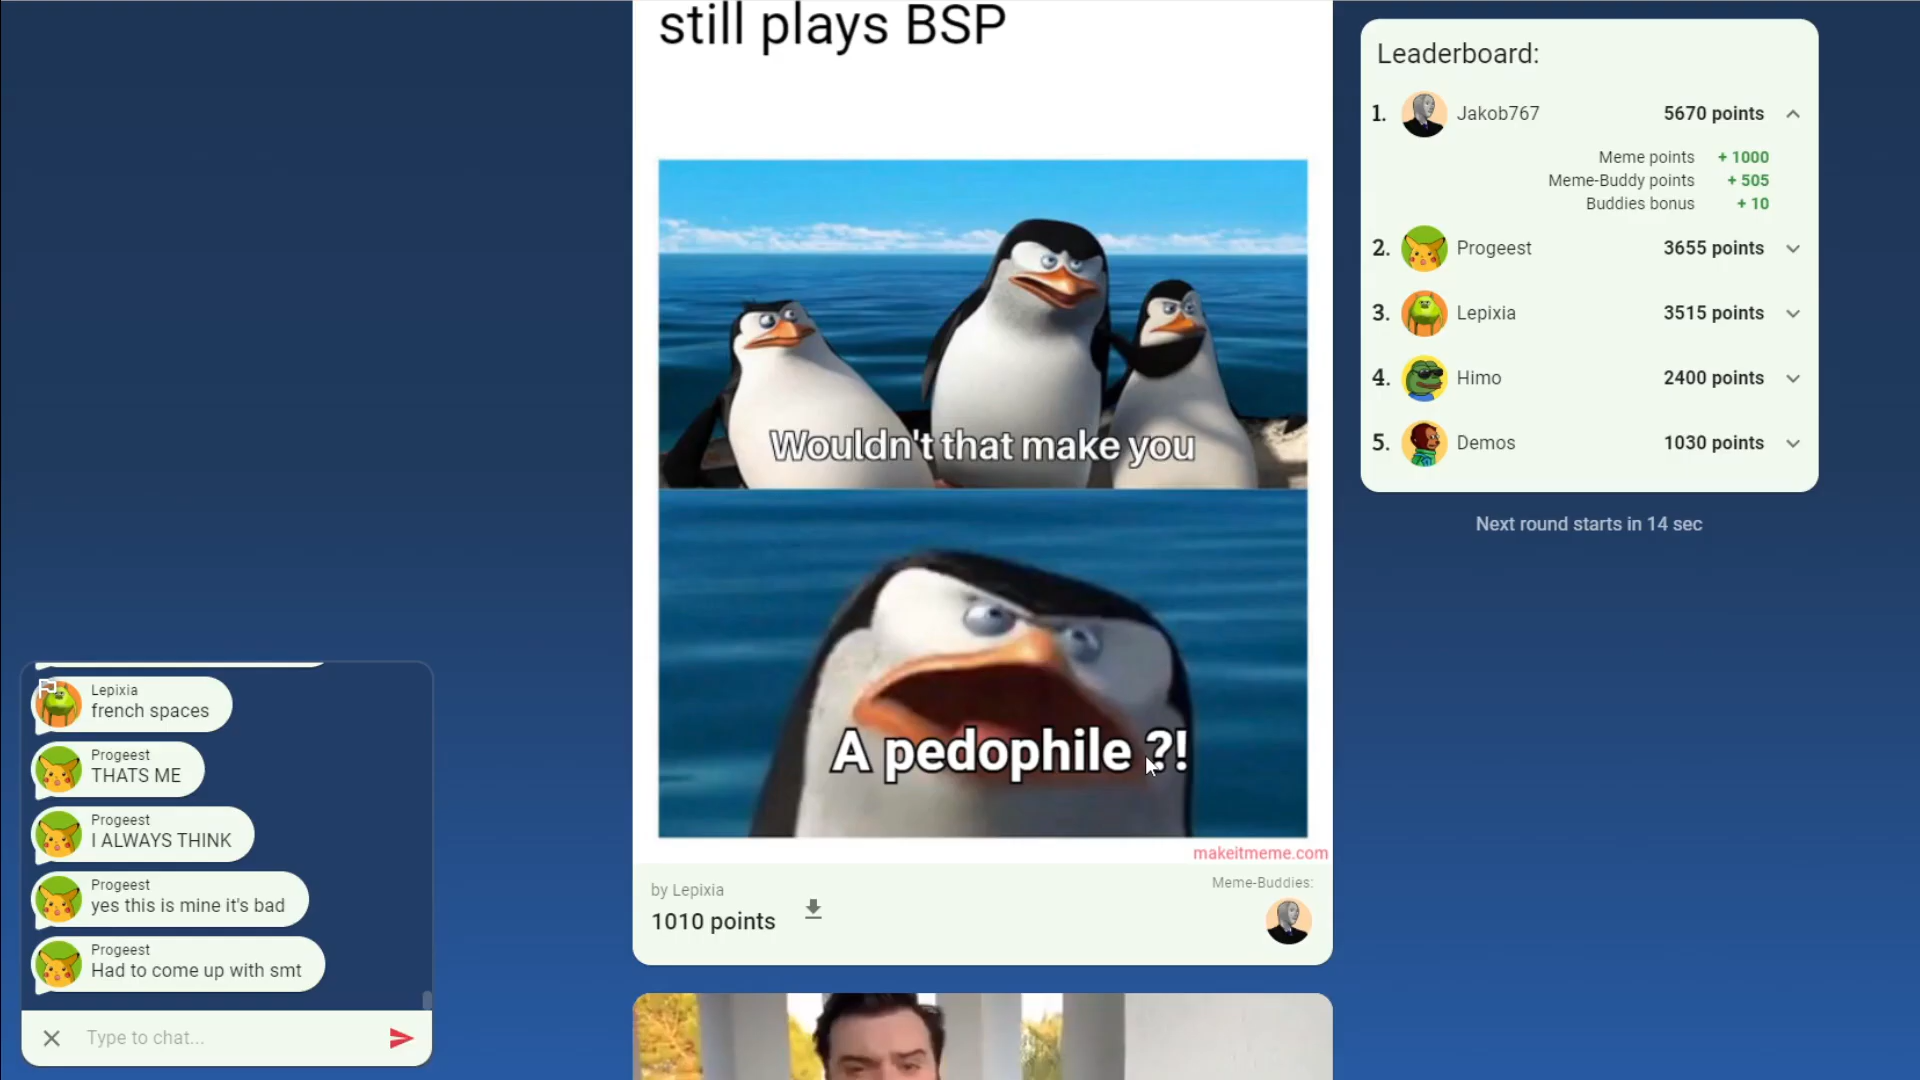 still plays BSP
Wouldn't that make you
A pedophile ?!
makeitmeme.com
by Lepixia
1010 points
Meme-Buddies:
Leaderboard:
1. Jakob767 5670 points
Meme points + 1000
Meme-Buddy points + 505
Buddies bonus + 10
2. Progeest 3655 points
3. Lepixia 3515 points
4. Himo 2400 points
5. Demos 1030 points
Next round starts in 14 sec
Lepixia
french spaces
Progeest
THATS ME
Progeest
I ALWAYS THINK
Progeest
yes this is mine it's bad
Progeest
Had to come up with smt
Type to chat...